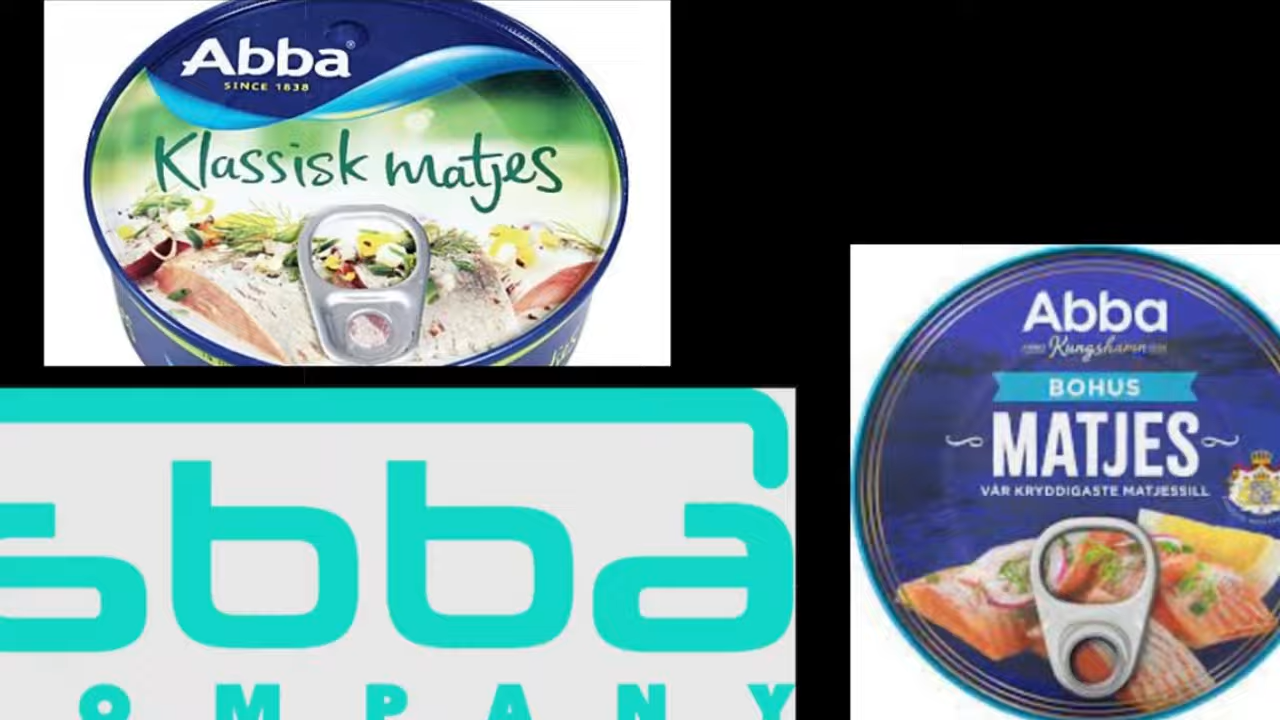 Abba®
SINCE 1838
Klassisk matjes
abba
OMPANY
Abba
Kungshamn
BOHUS
MATJES
VÅR KRYDDIGASTE MATJESSILL